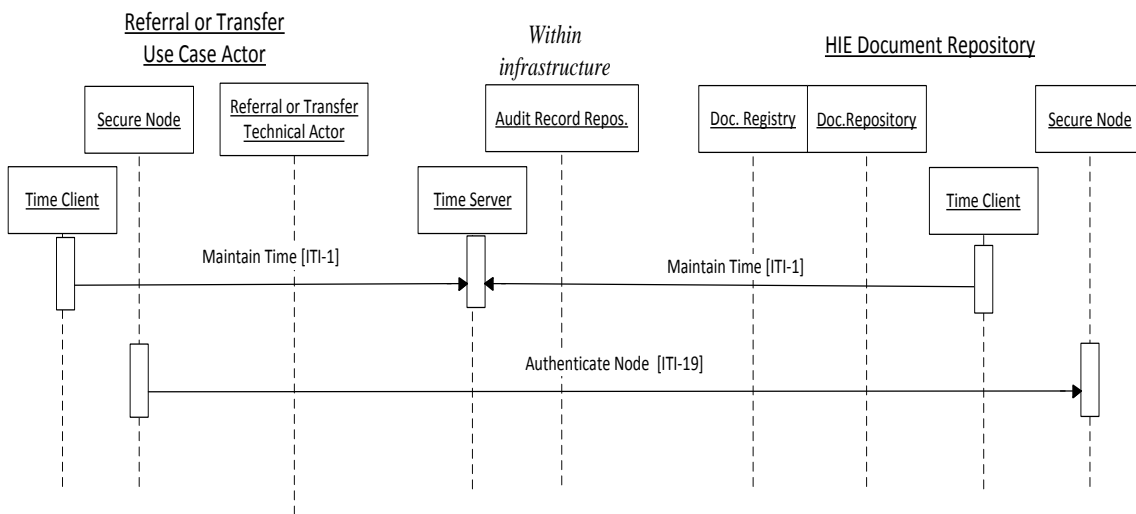 Referral or Transfer
Use Case Actor
Within
infrastructure
HIE Document Repository
Secure Node
Referral or Transfer
Technical Actor
Audit Record Repos.
Doc. Registry
Doc.Repository
Secure Node
Time Client
Time Server
Time Client
Maintain Time [ITI-1]
Maintain Time [ITI-1]
Authenticate Node [ITI-19]